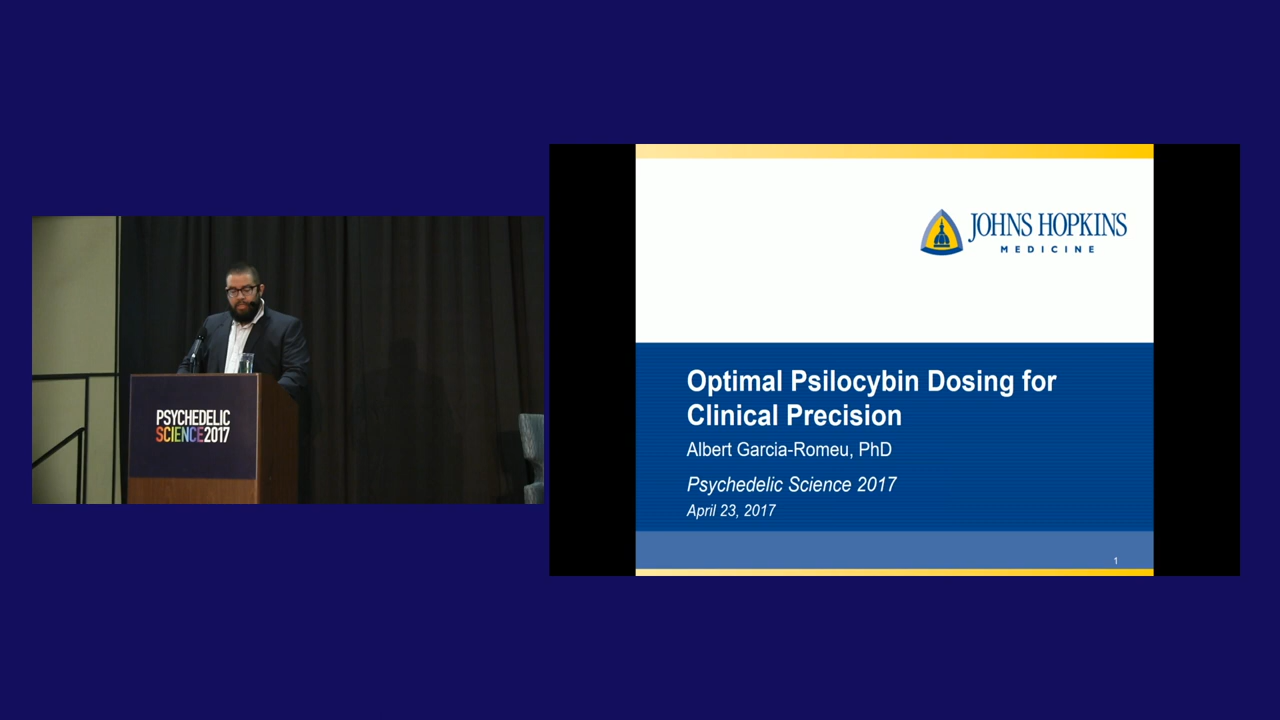 PSYCHEDELIC
SCIENCE2017
JOHNS HOPKINS
MEDICINE
Optimal Psilocybin Dosing for
Clinical Precision
Albert Garcia-Romeu, PhD
Psychedelic Science 2017
April 23, 2017
1